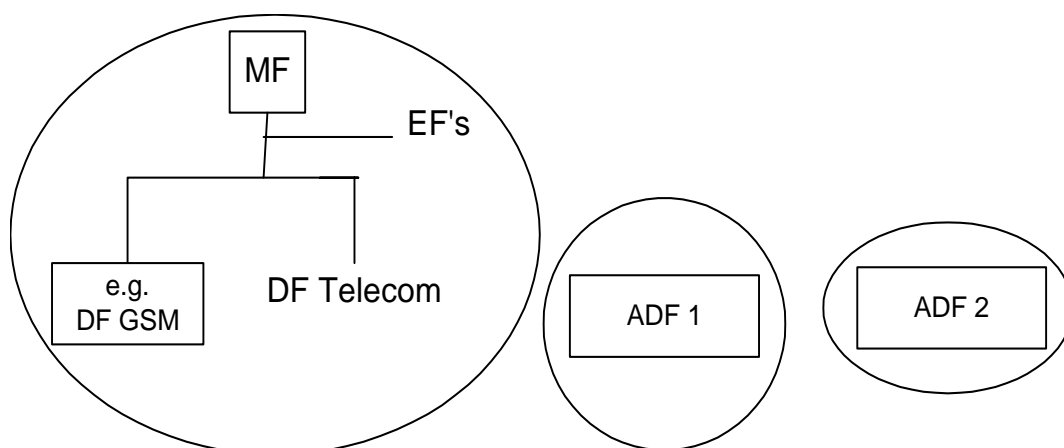 MF
EF's
e.g.
DF GSM
DF Telecom
ADF 1
ADF 2